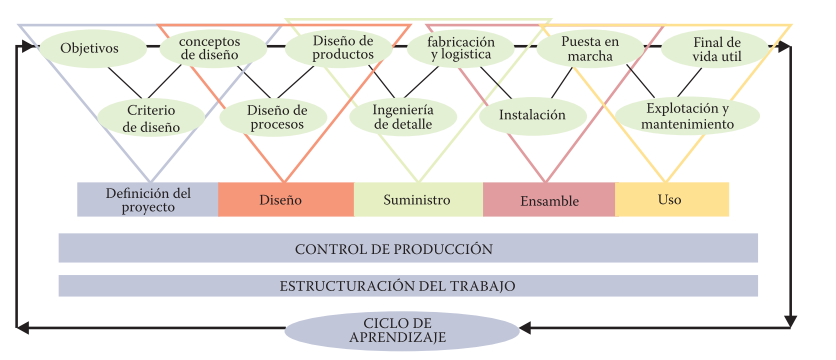 Objetivos
conceptos
de diseño
Diseño de
productos
fabricación
y logistica
Puesta en
marcha
Final de
vida util
Criterio
de diseño
Diseño de
procesos
Ingeniería
de detalle
Instalación
Explotación y
mantenimiento
Definición del
proyecto
Diseño
Suministro
Ensamble
Uso
CONTROL DE PRODUCCIÓN
ESTRUCTURACIÓN DEL TRABAJO
CICLO DE
APRENDIZAJE